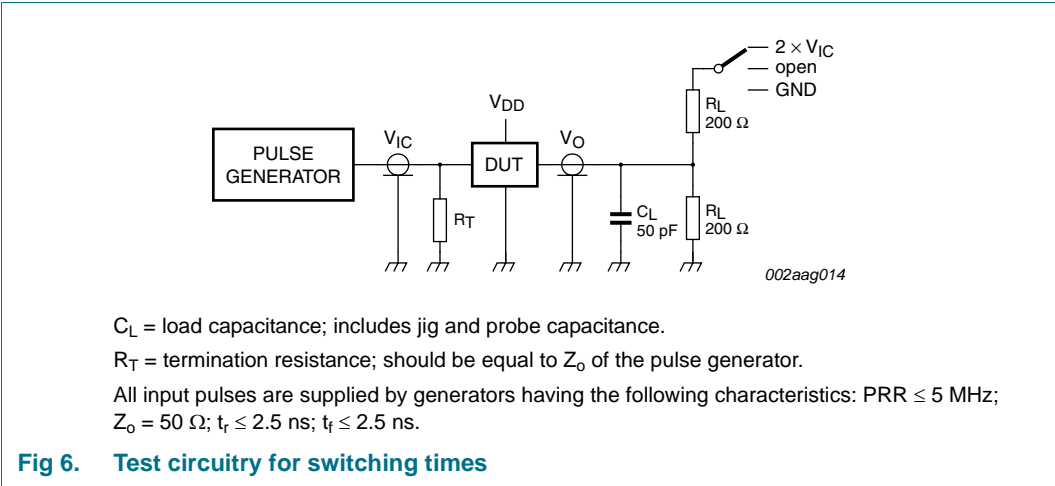 2 × VIC
open
GND
RL
200 Ω
VDD
VIC
VO
PULSE
GENERATOR
DUT
RT
CL
50 pF
RL
200 Ω
002aag014
CL = load capacitance; includes jig and probe capacitance.
RT = termination resistance; should be equal to Zo of the pulse generator.
All input pulses are supplied by generators having the following characteristics: PRR ≤ 5 MHz;
Zo = 50 Ω; tr ≤ 2.5 ns; tf ≤ 2.5 ns.
Fig 6. Test circuitry for switching times